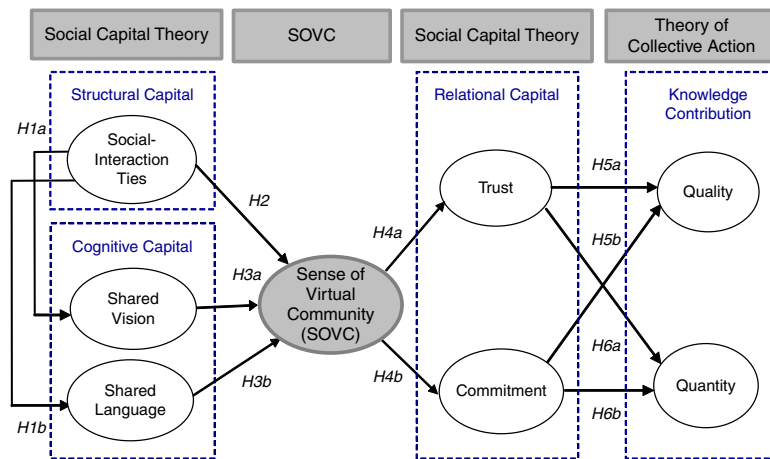 Social Capital Theory
SOVC
Social Capital Theory
Theory of
Collective Action
Structural Capital
Relational Capital
Knowledge
Contribution
H1a
Social-
Interaction
Ties
H2
Trust
H5a
Quality
H4a
H5b
Cognitive Capital
H3a
Shared
Vision
Sense of
Virtual
Community
(SOVC)
H6a
Shared
Language
H3b
H4b
Commitment
Quantity
H6b
H1b